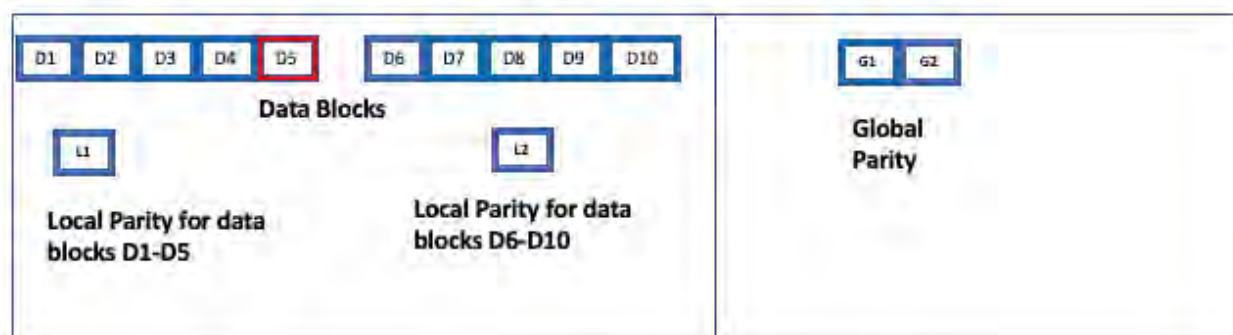 D1 D2 D3 D4 D5 D6 D7 D8 D9 D10
G1 G2
Data Blocks
L1
L2
Local Parity for data
blocks D1-D5
Local Parity for data
blocks D6-D10
Global
Parity